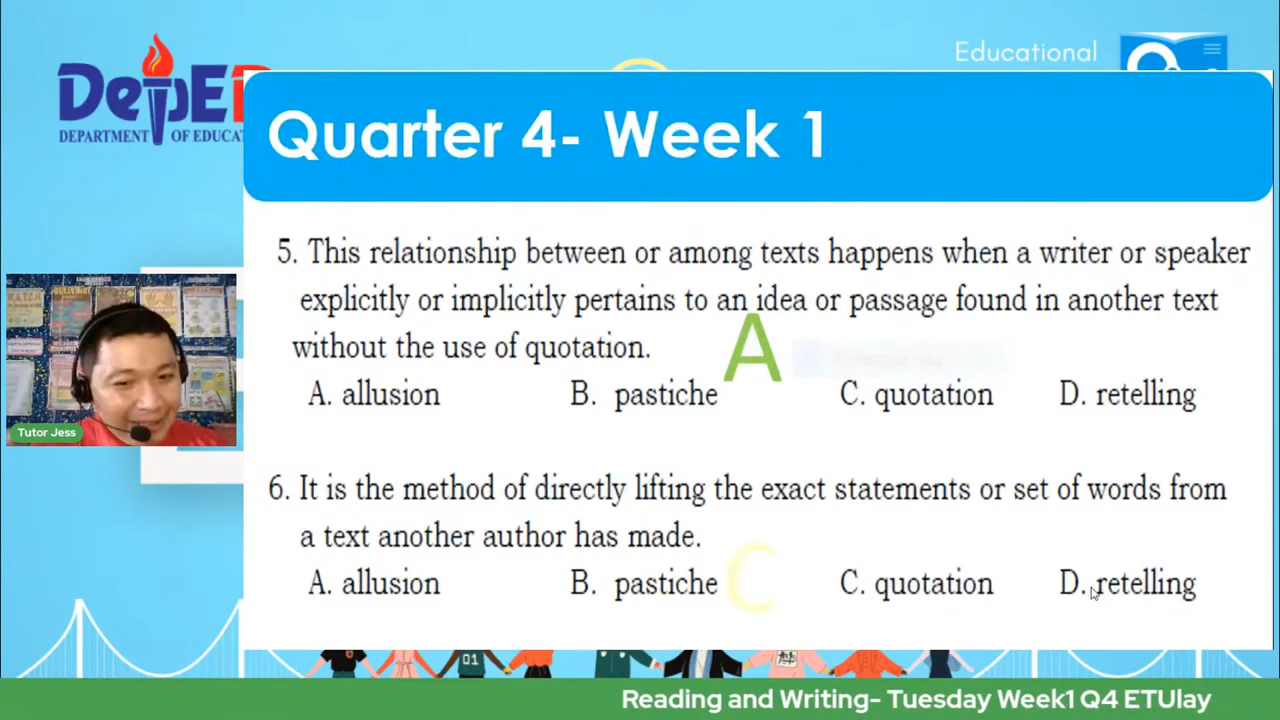 Educational
DepED
DEPARTMENT OF EDUCA
Quarter 4- Week 1
5. This relationship between or among texts happens when a writer or speaker
explicitly or implicitly pertains to an idea or passage found in another text
without the use of quotation.
A
A. allusion B. pastiche C. quotation D. retelling
6. It is the method of directly lifting the exact statements or set of words from
a text another author has made.
C
A. allusion B. pastiche C. quotation D. retelling
Tutor Jess
01
Reading and Writing- Tuesday Week1 Q4 ETUlay